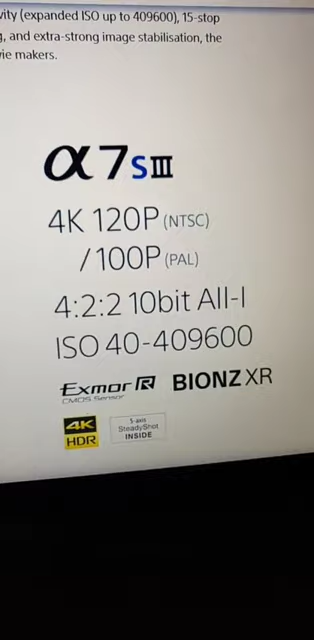 vity (expanded ISO up to 409600), 15-stop
, and extra-strong image stabilisation, the
ie makers.
α7sIII
4K 120P (NTSC)
/100P (PAL)
4:2:2 10bit All-I
ISO 40-409600
Exmor R BIONZ XR
CMOS Sensor
4K
HDR
5-axis
SteadyShot
INSIDE